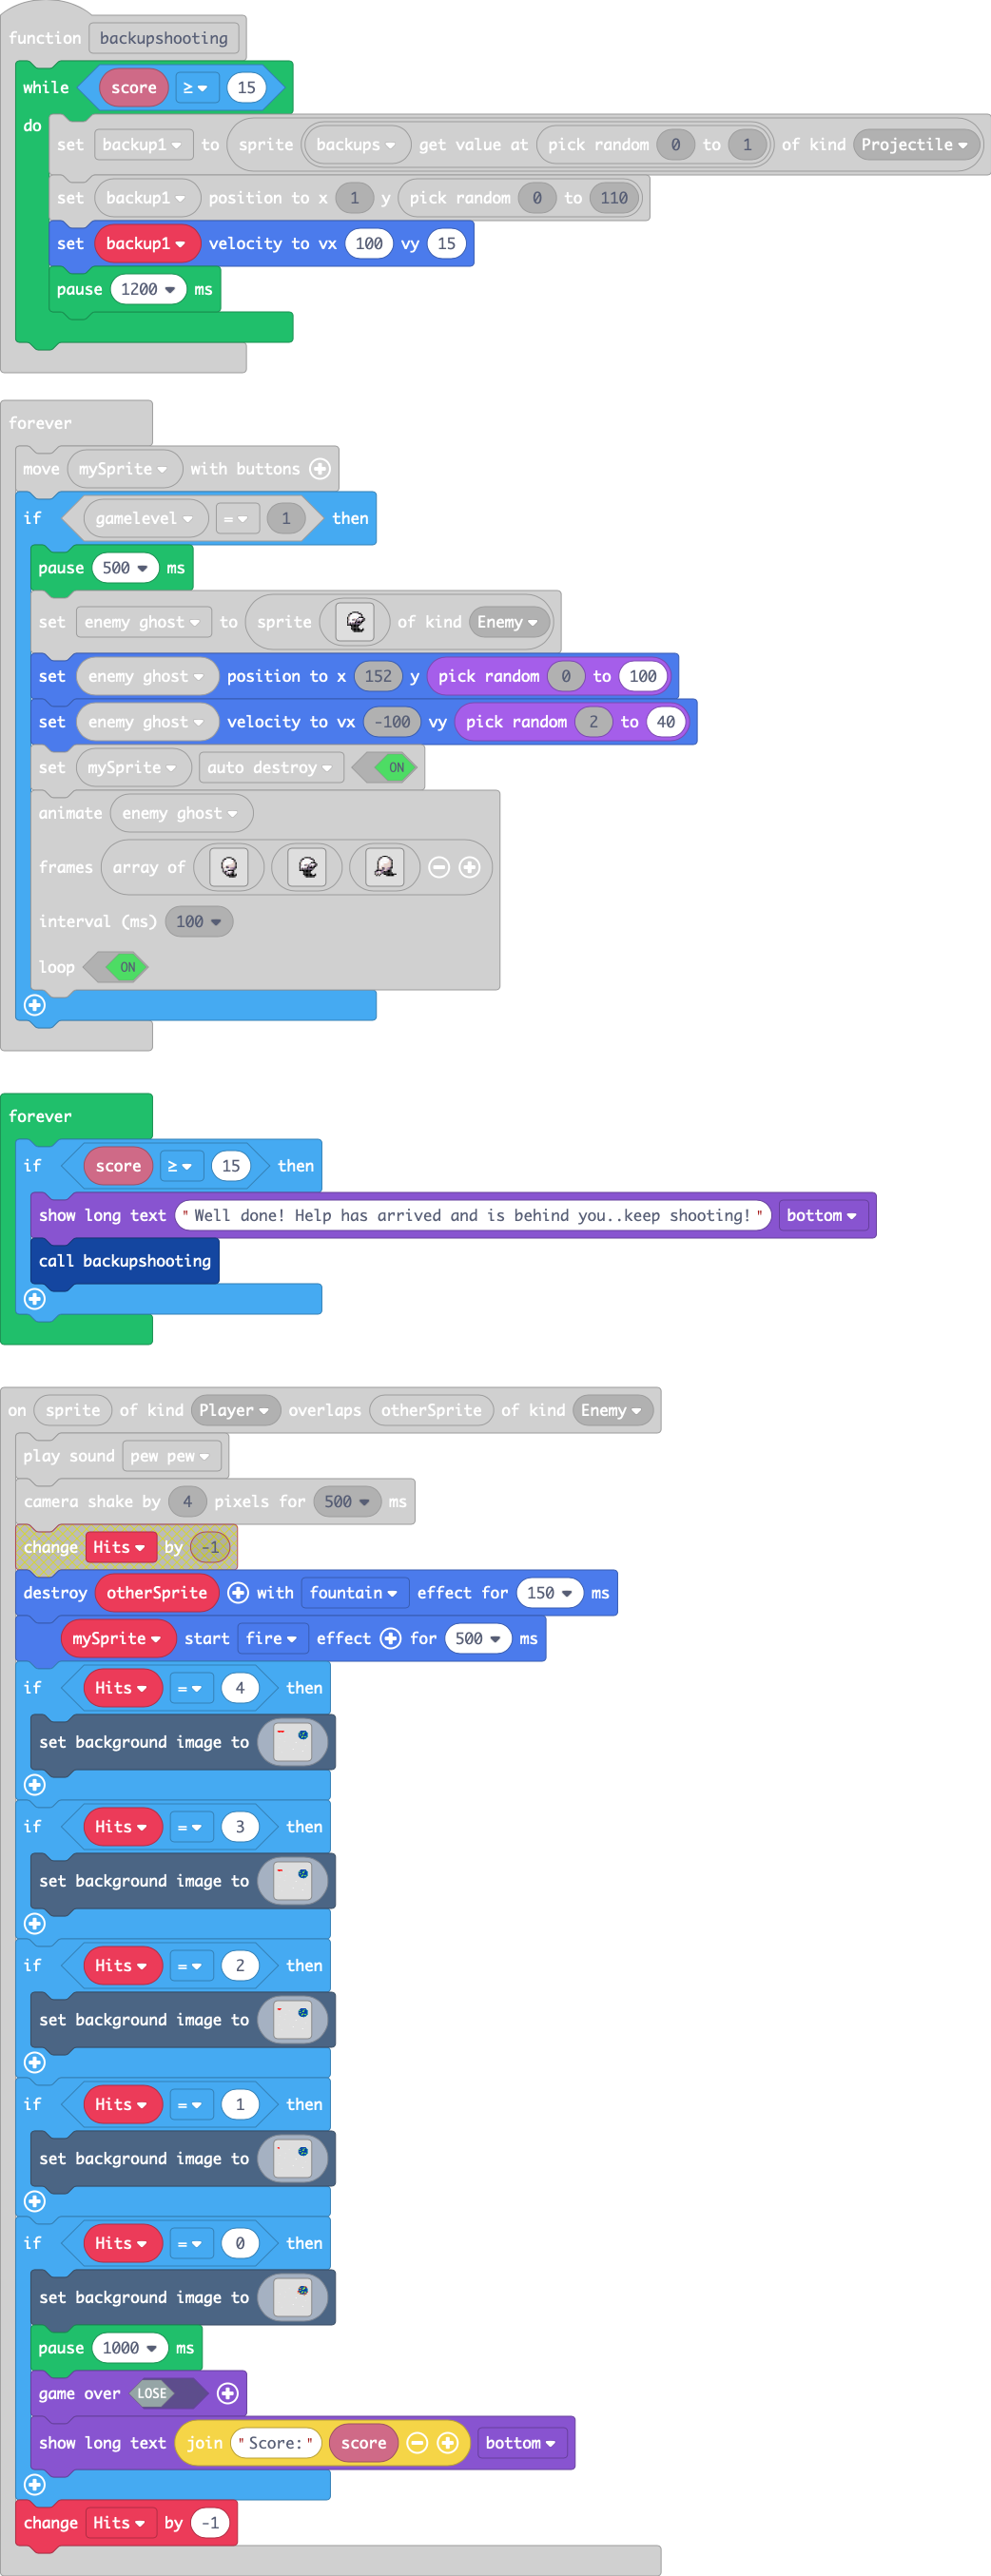 function backupshooting
while score ≥ 15
do
set backup1 to sprite backups get value at pick random 0 to 1 of kind Projectile
set backup1 position to x 1 y pick random 0 to 110
set backup1 velocity to vx 100 vy 15
pause 1200 ms
forever
move mySprite with buttons
if gamelevel = 1 then
pause 500 ms
set enemy ghost to sprite of kind Enemy
set enemy ghost position to x 152 y pick random 0 to 100
set enemy ghost velocity to vx -100 vy pick random 2 to 40
set mySprite auto destroy ON
animate enemy ghost
frames array of
interval (ms) 100
loop ON
forever
if score ≥ 15 then
show long text "Well done! Help has arrived and is behind you..keep shooting!" bottom
call backupshooting
on sprite of kind Player overlaps otherSprite of kind Enemy
play sound pew pew
camera shake by 4 pixels for 500 ms
change Hits by -1
destroy otherSprite with fountain effect for 150 ms
mySprite start fire effect for 500 ms
if Hits = 4 then
set background image to
if Hits = 3 then
set background image to
if Hits = 2 then
set background image to
if Hits = 1 then
set background image to
if Hits = 0 then
set background image to
pause 1000 ms
game over LOSE
show long text join "Score:" score bottom
change Hits by -1